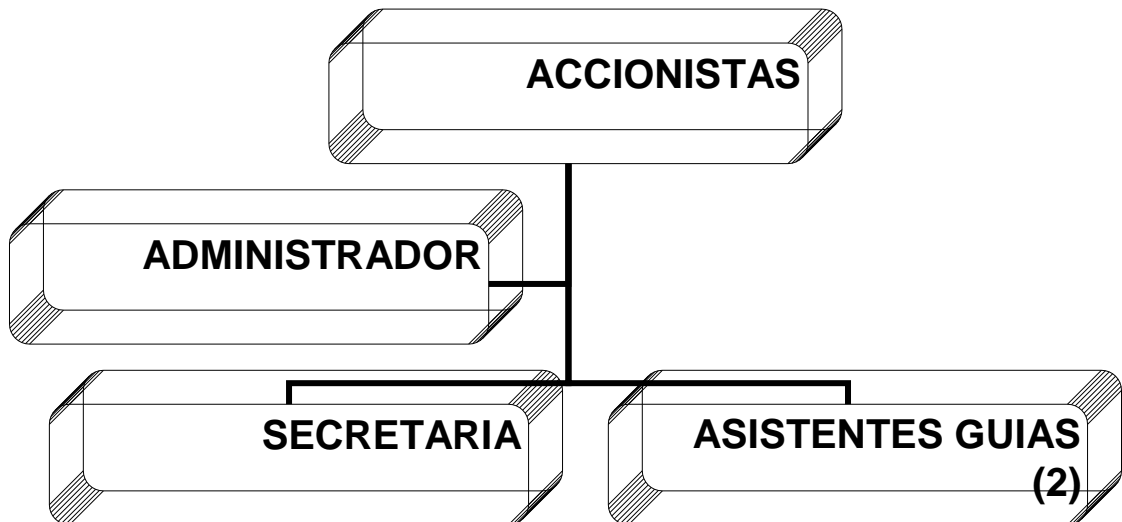 ACCIONISTAS
ADMINISTRADOR
SECRETARIA
ASISTENTES GUIAS
(2)